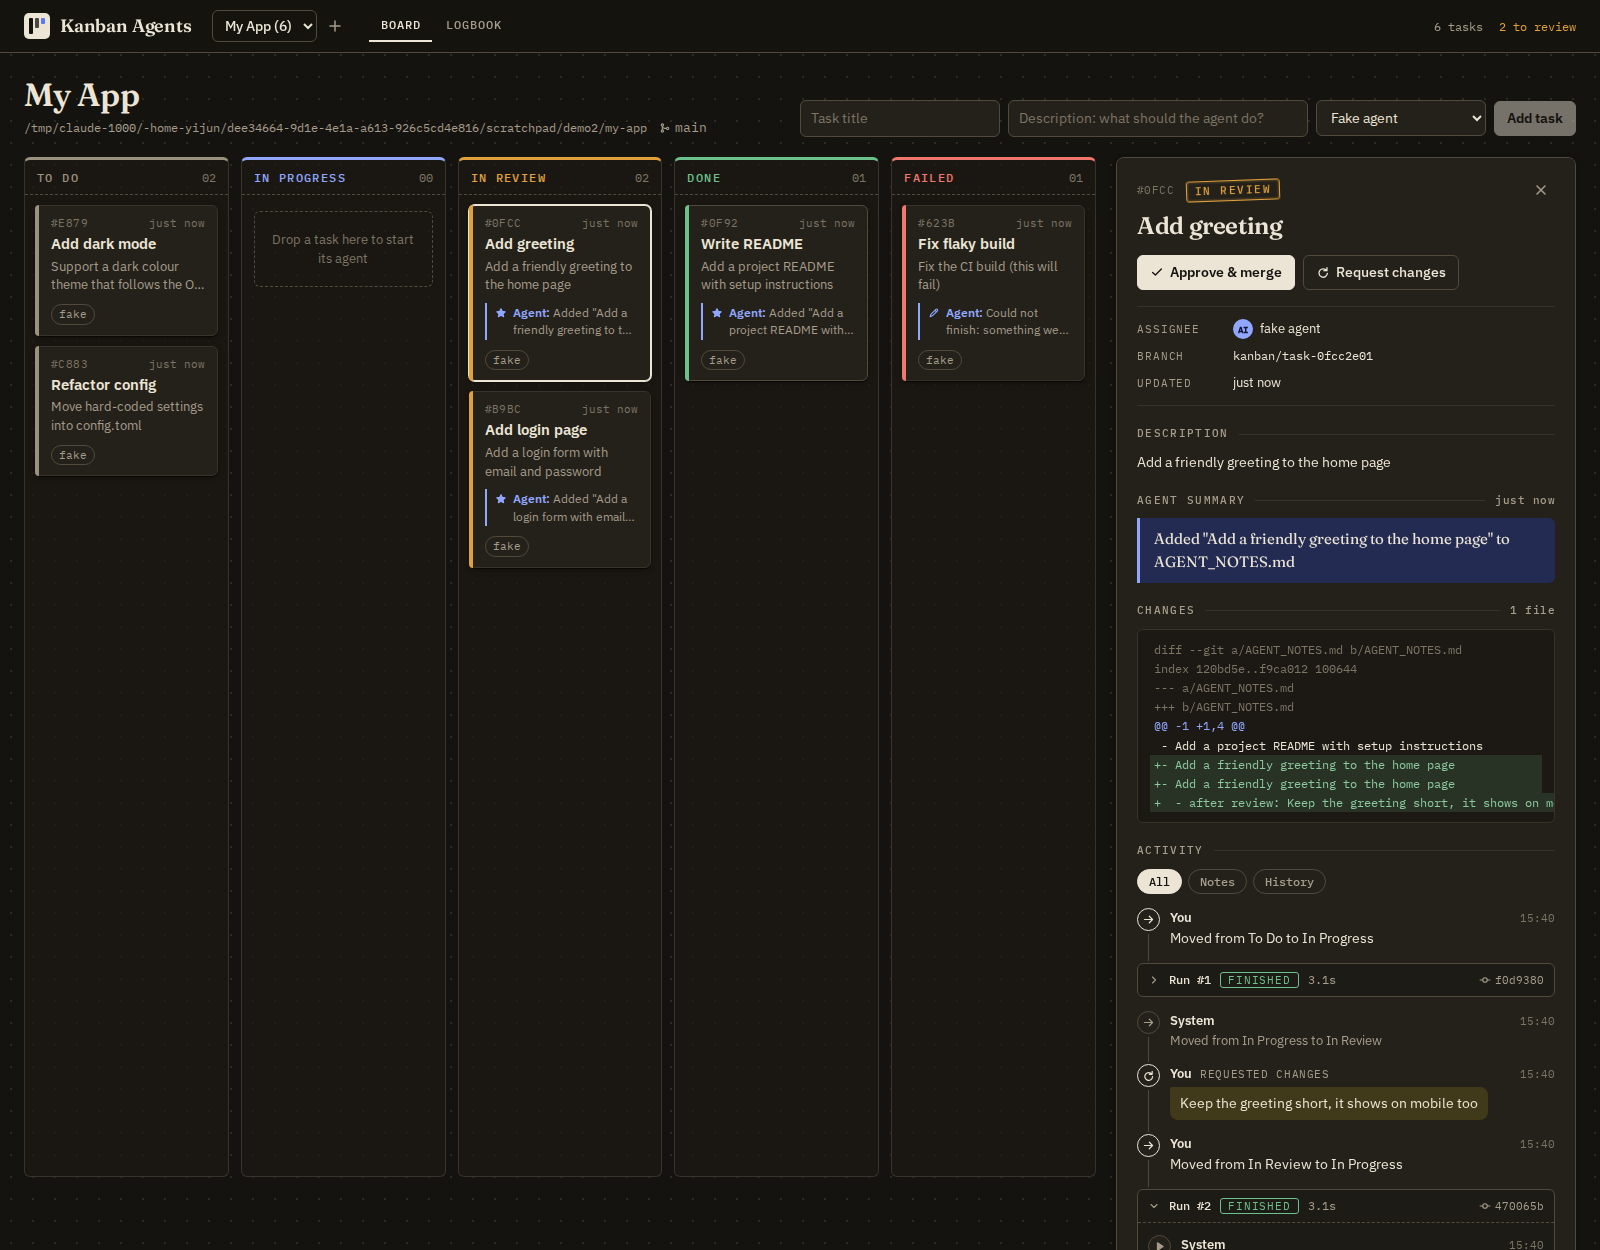 Kanban Agents
My App (6)
BOARD
LOGBOOK
6 tasks
2 to review
My App
/tmp/claude-1000/-home-yijun/dee34664-9d1e-4e1a-a613-926c5cd4e816/scratchpad/demo2/my-app
main
Task title
Description: what should the agent do?
Fake agent
Add task
TO DO 02
#E879 just now
Add dark mode
Support a dark colour
theme that follows the O...
fake
#C883 just now
Refactor config
Move hard-coded settings
into config.toml
fake
IN PROGRESS 00
Drop a task here to start
its agent
IN REVIEW 02
#0FCC just now
Add greeting
Add a friendly greeting to
the home page
Agent: Added "Add a
friendly greeting to t...
fake
#B9BC just now
Add login page
Add a login form with
email and password
Agent: Added "Add a
login form with email...
fake
DONE 01
#0F92 just now
Write README
Add a project README
with setup instructions
Agent: Added "Add a
project README with...
fake
FAILED 01
#623B just now
Fix flaky build
Fix the CI build (this will
fail)
Agent: Could not
finish: something we...
fake
#0FCC IN REVIEW
Add greeting
Approve & merge
Request changes
ASSIGNEE AI fake agent
BRANCH kanban/task-0fcc2e01
UPDATED just now
DESCRIPTION
Add a friendly greeting to the home page
AGENT SUMMARY just now
Added "Add a friendly greeting to the home page" to
AGENT_NOTES.md
CHANGES 1 file
diff --git a/AGENT_NOTES.md b/AGENT_NOTES.md
index 120bd5e..f9ca012 100644
--- a/AGENT_NOTES.md
+++ b/AGENT_NOTES.md
@@ -1 +1,4 @@
- Add a project README with setup instructions
+- Add a friendly greeting to the home page
+- Add a friendly greeting to the home page
+  - after review: Keep the greeting short, it shows on m
ACTIVITY
All
Notes
History
You 15:40
Moved from To Do to In Progress
Run #1 FINISHED 3.1s f0d9380
System 15:40
Moved from In Progress to In Review
You REQUESTED CHANGES 15:40
Keep the greeting short, it shows on mobile too
You 15:40
Moved from In Review to In Progress
Run #2 FINISHED 3.1s 470065b
System 15:40